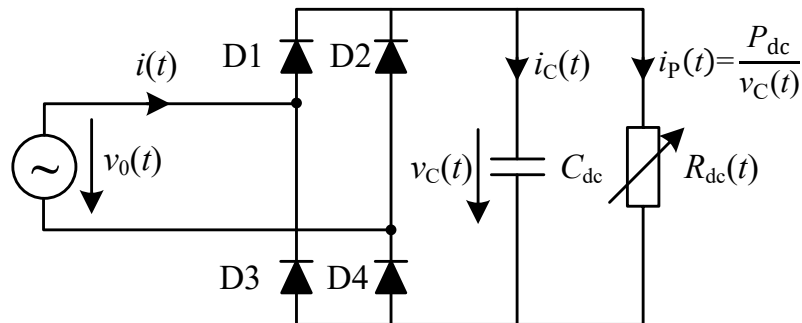 D1
D2
i(t)
i_C(t)
i_P(t)=P_dc/v_C(t)
~
v_0(t)
v_C(t)
C_dc
R_dc(t)
D3
D4